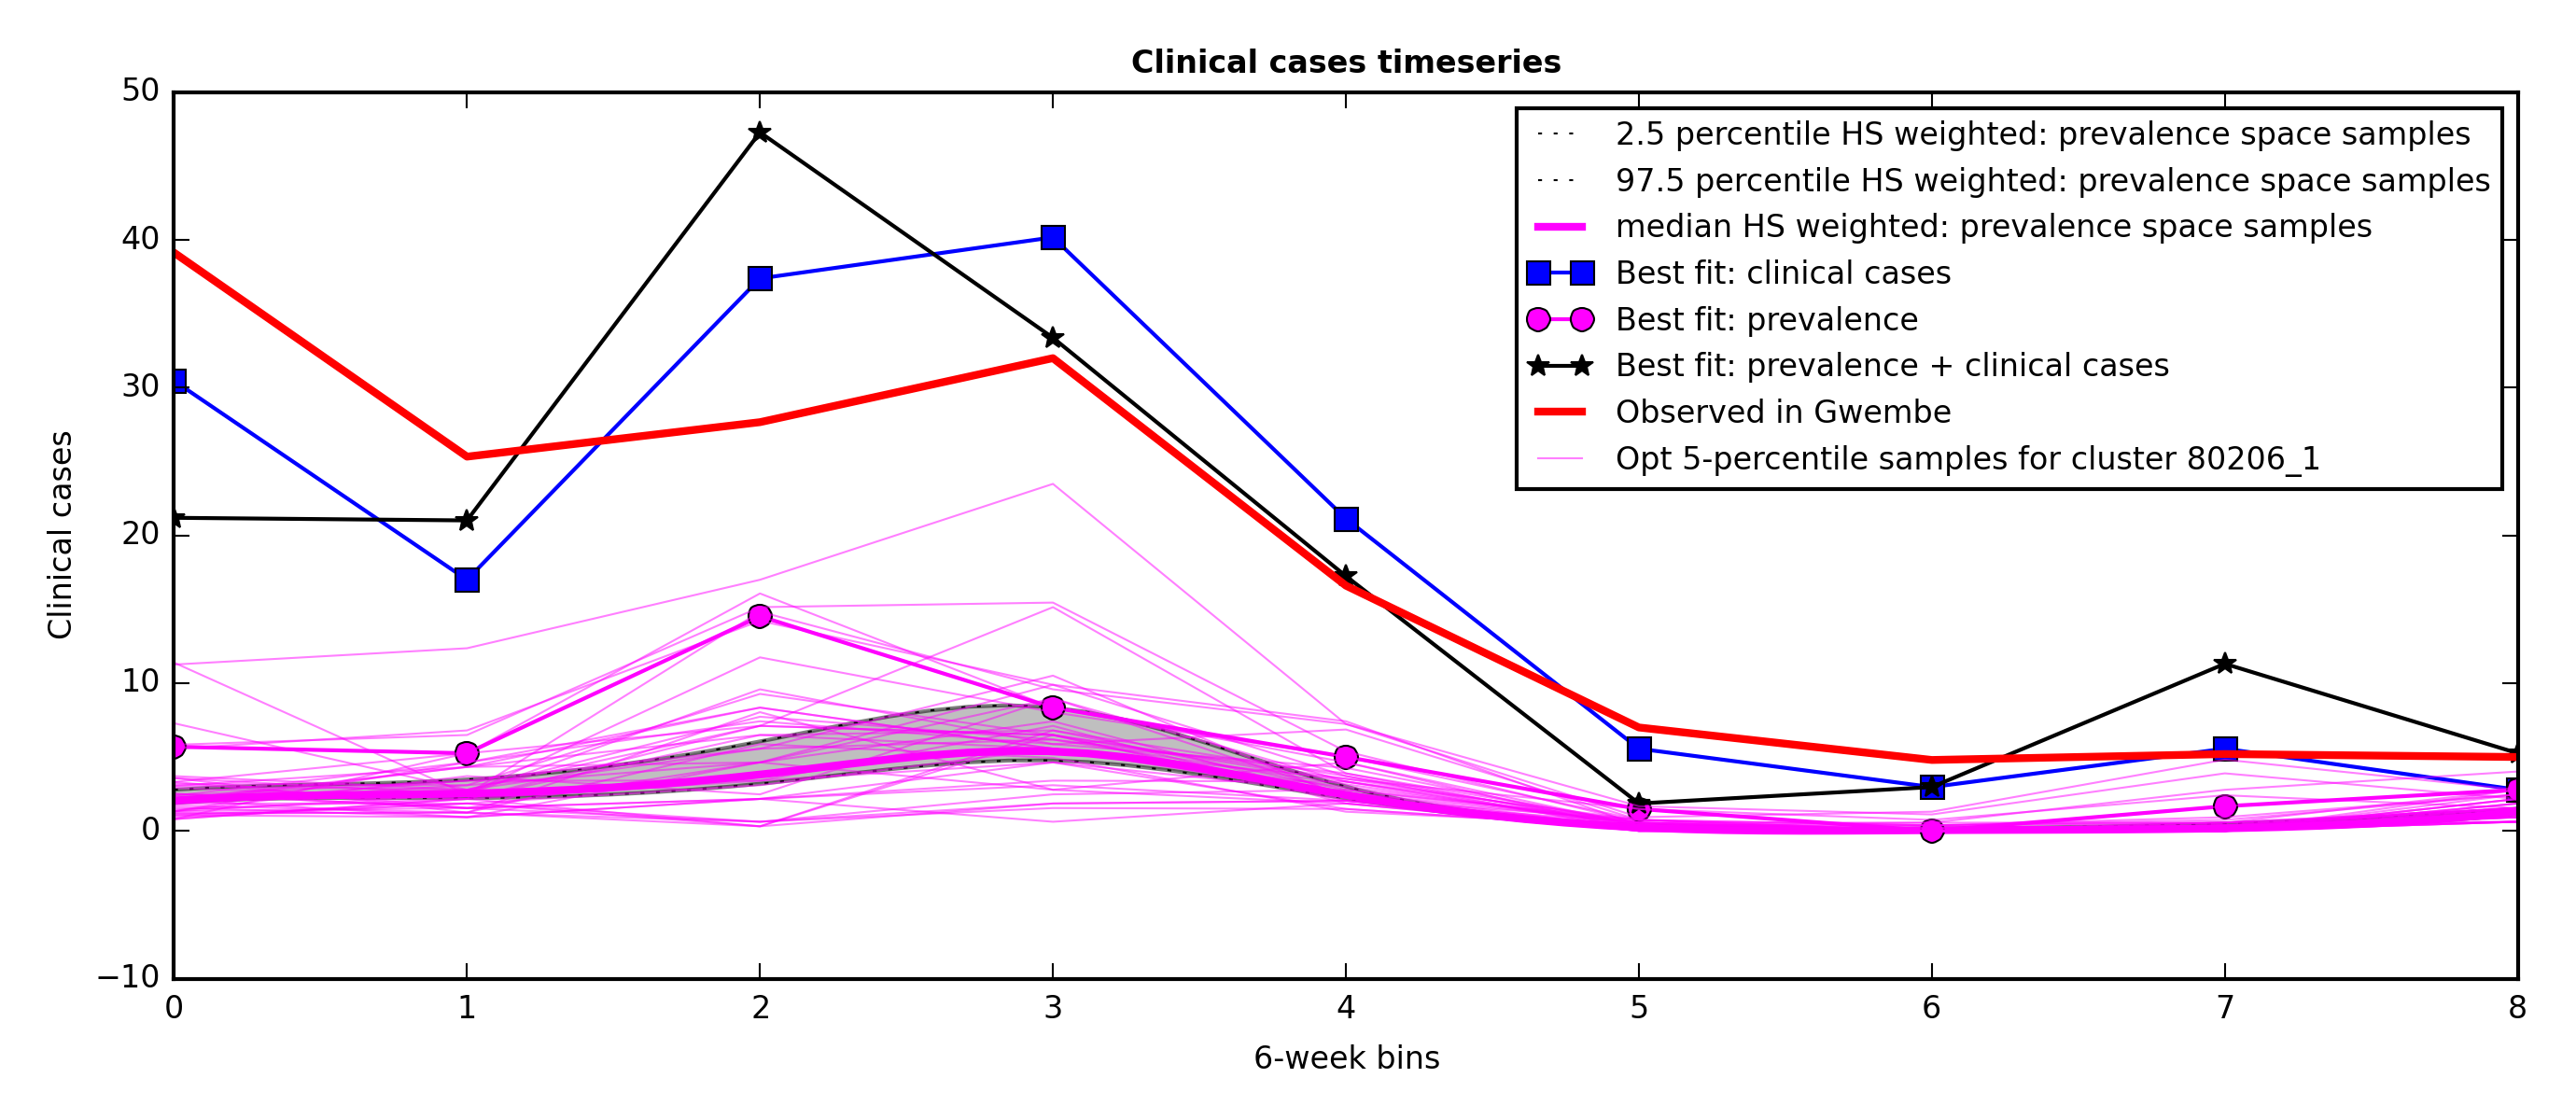 Clinical cases timeseries
50
40
30
20
10
0
−10
Clinical cases
2.5 percentile HS weighted: prevalence space samples
97.5 percentile HS weighted: prevalence space samples
median HS weighted: prevalence space samples
Best fit: clinical cases
Best fit: prevalence
Best fit: prevalence + clinical cases
Observed in Gwembe
Opt 5-percentile samples for cluster 80206_1
0 1 2 3 4 5 6 7 8
6-week bins